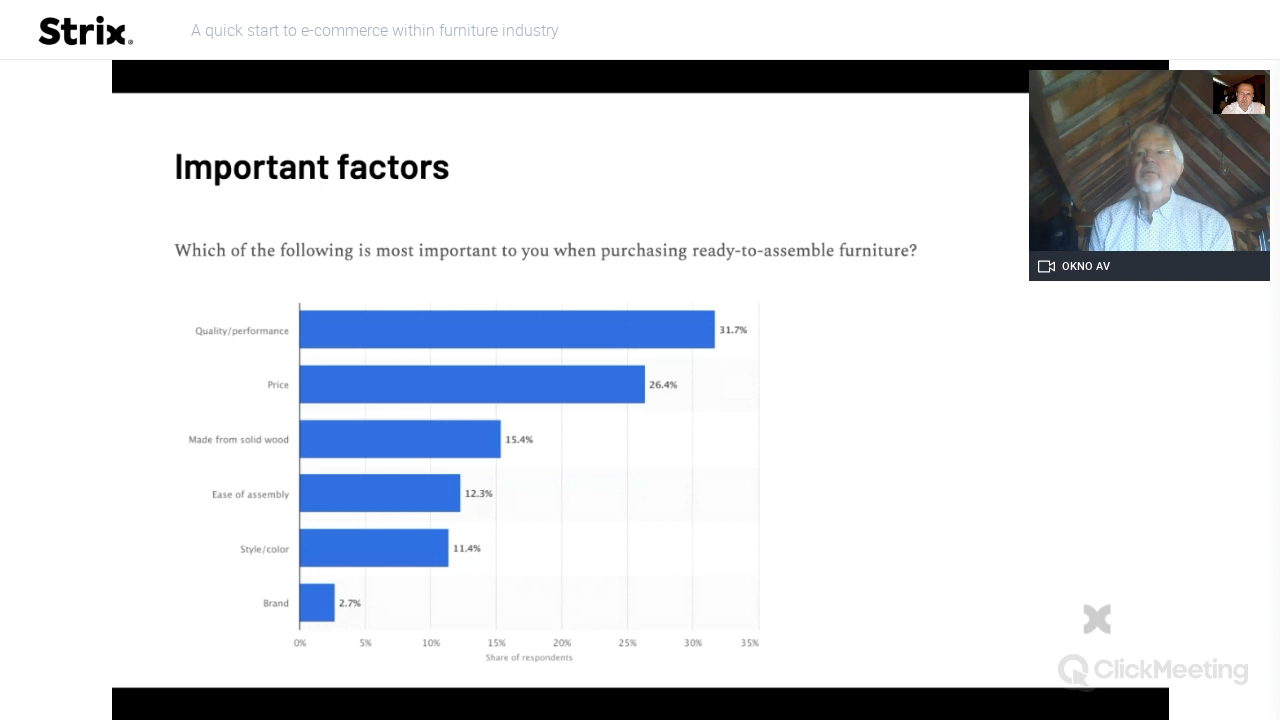 Strix®
A quick start to e-commerce within furniture industry
OKNO AV
Important factors
Which of the following is most important to you when purchasing ready-to-assemble furniture?
Quality/performance 31.7%
Price 26.4%
Made from solid wood 15.4%
Ease of assembly 12.3%
Style/color 11.4%
Brand 2.7%
0% 5% 10% 15% 20% 25% 30% 35%
Share of respondents
ClickMeeting